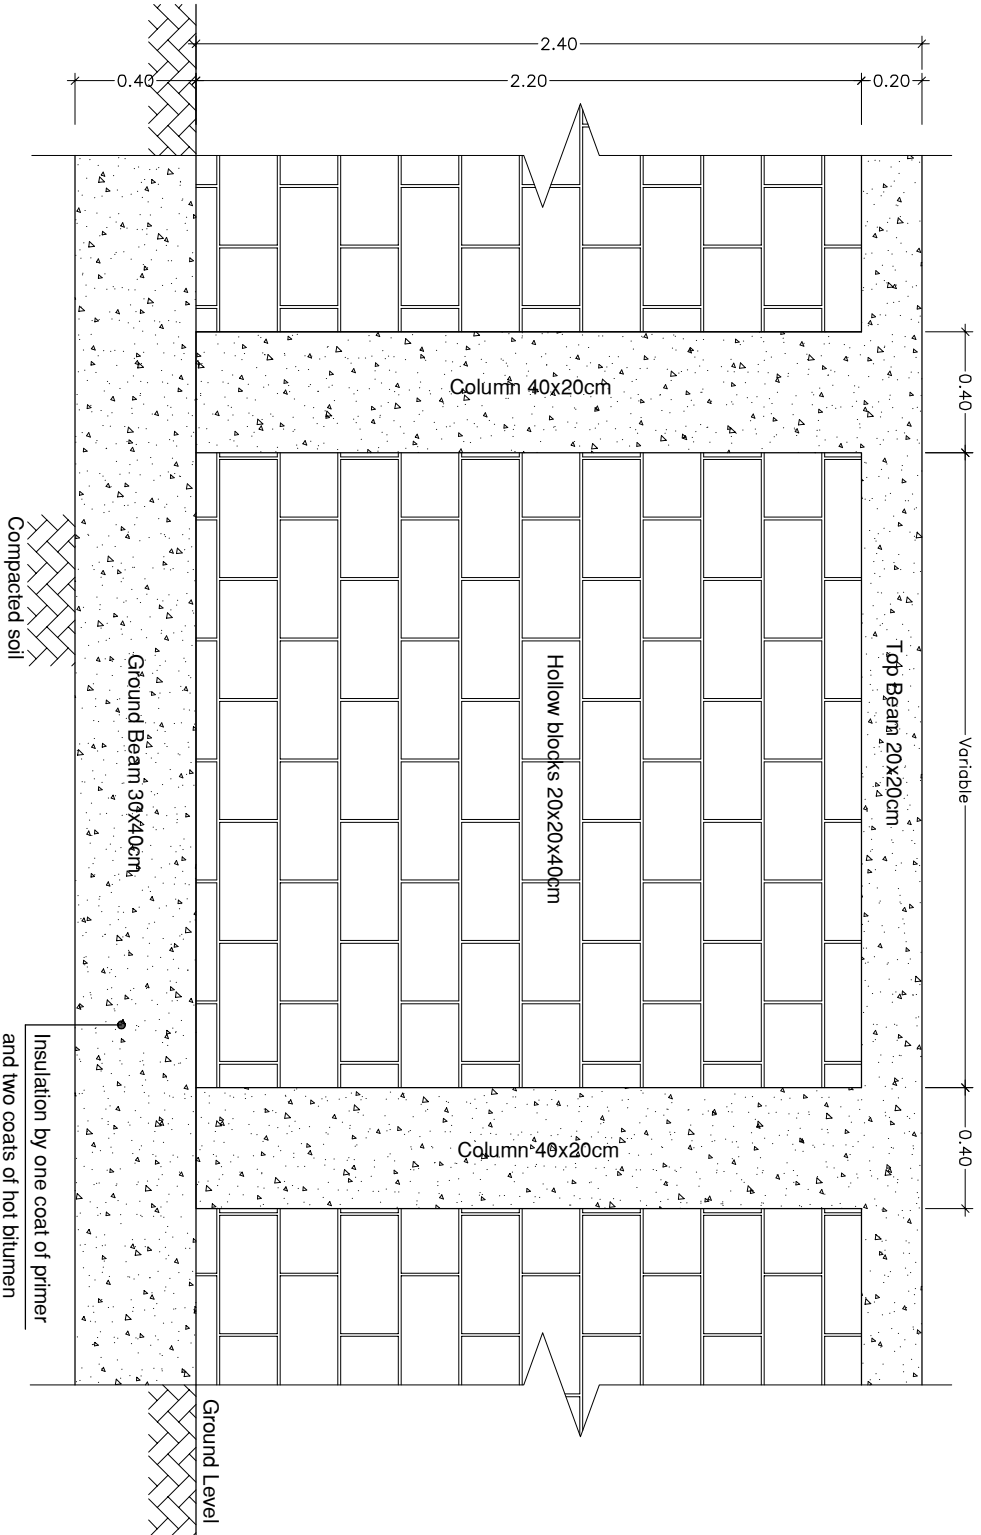 2.40
0.40
2.20
0.20
Column 40x20cm
0.40
Top Beam 20x20cm
Variable
Hollow blocks 20x20x40cm
Ground Beam 30x40cm
Compacted soil
Column 40x20cm
0.40
Insulation by one coat of primer
and two coats of hot bitumen
Ground Level